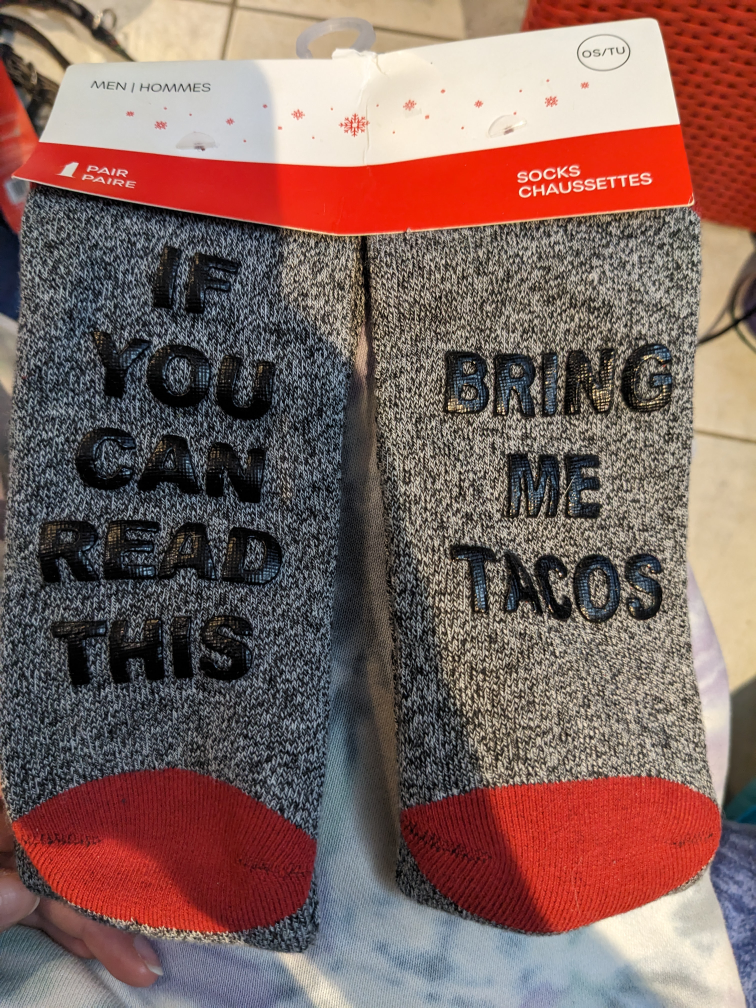 MEN | HOMMES
OS/TU
1 PAIR
PAIRE
SOCKS
CHAUSSETTES
IF
YOU
CAN
READ
THIS
BRING
ME
TACOS